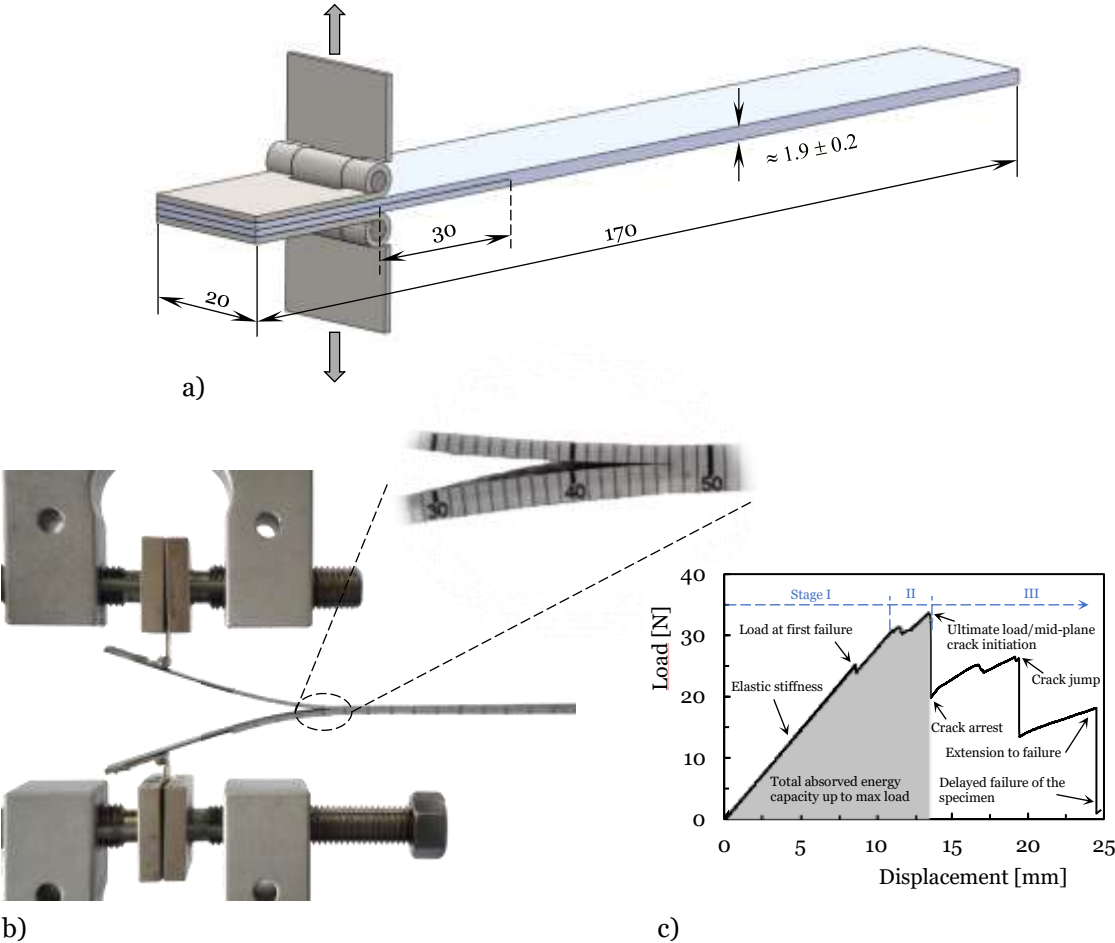 ≈ 1.9 ± 0.2
30
170
20
a)
30
40
50
b)
40
30
20
10
0
Load [N]
Stage I
II
III
Load at first failure
Ultimate load/mid-plane
crack initiation
Elastic stiffness
Crack jump
Crack arrest
Extension to failure
Total absorved energy
capacity up to max load
Delayed failure of the
specimen
0
5
10
15
20
25
Displacement [mm]
c)